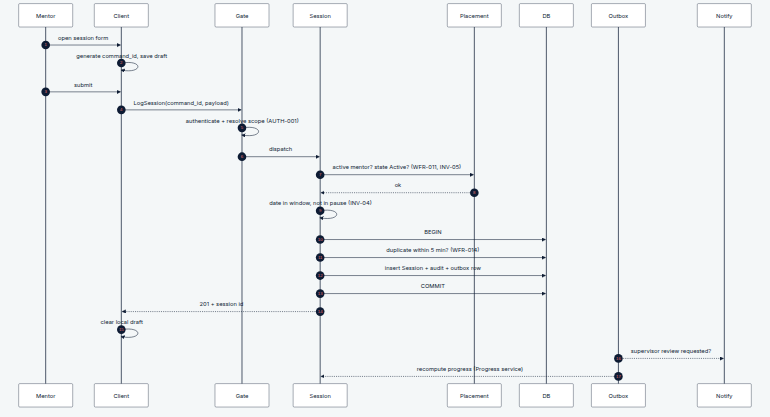 Mentor Client Gate Session Placement DB Outbox Notify
open session form
generate command_id, save draft
submit
LogSession(command_id, payload)
authenticate + resolve scope (AUTH-001)
dispatch
active mentor? state Active? (WFR-011, INV-05)
ok
date in window, not in pause (INV-04)
BEGIN
duplicate within 5 min? (WFR-014)
insert Session + audit + outbox row
COMMIT
201 + session id
clear local draft
supervisor review requested?
recompute progress (Progress service)
Mentor Client Gate Session Placement DB Outbox Notify